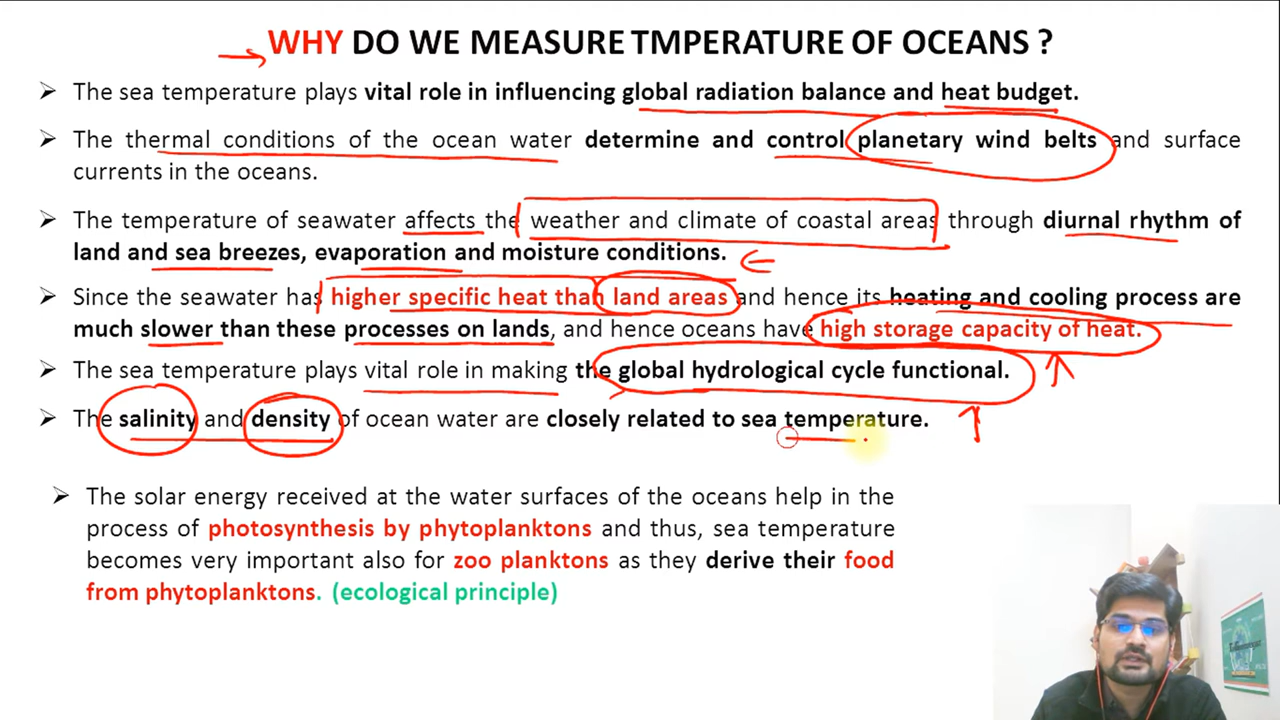 WHY DO WE MEASURE TMPERATURE OF OCEANS ?
➢ The sea temperature plays vital role in influencing global radiation balance and heat budget.
➢ The thermal conditions of the ocean water determine and control planetary wind belts and surface
currents in the oceans.
➢ The temperature of seawater affects the weather and climate of coastal areas through diurnal rhythm of
land and sea breezes, evaporation and moisture conditions.
➢ Since the seawater has higher specific heat than land areas and hence its heating and cooling process are
much slower than these processes on lands, and hence oceans have high storage capacity of heat.
➢ The sea temperature plays vital role in making the global hydrological cycle functional.
➢ The salinity and density of ocean water are closely related to sea temperature.
➢ The solar energy received at the water surfaces of the oceans help in the
process of photosynthesis by phytoplanktons and thus, sea temperature
becomes very important also for zoo planktons as they derive their food
from phytoplanktons. (ecological principle)